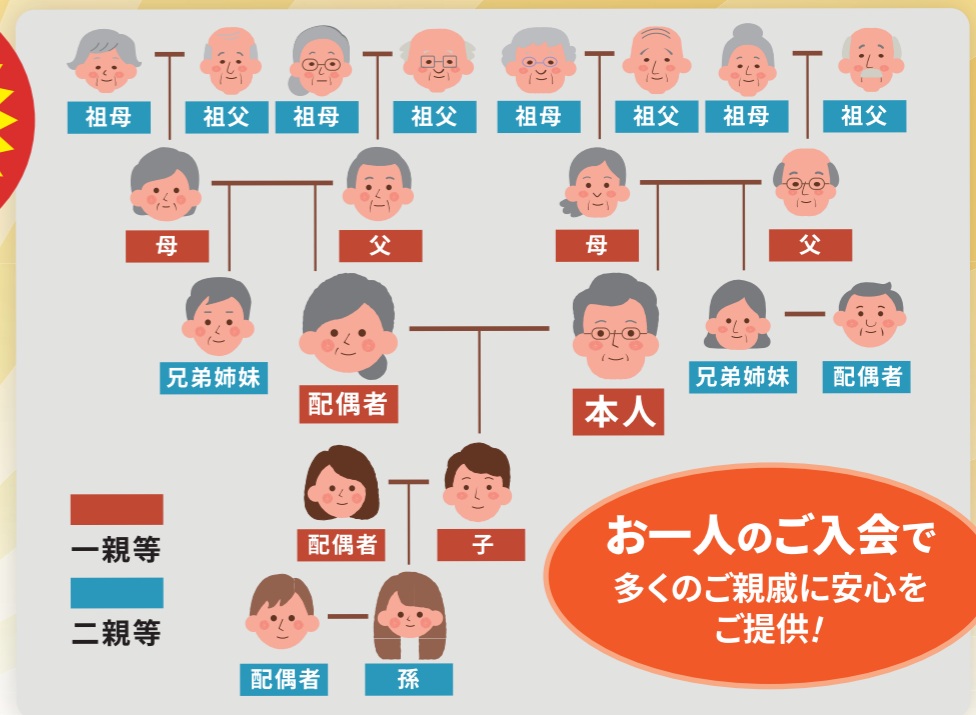 祖母
祖父
祖母
祖父
祖母
祖父
祖母
祖父
母
父
母
父
兄弟姉妹
配偶者
本人
兄弟姉妹
配偶者
配偶者
子
一親等
二親等
配偶者
孫
お一人のご入会で
多くのご親戚に安心を
ご提供!